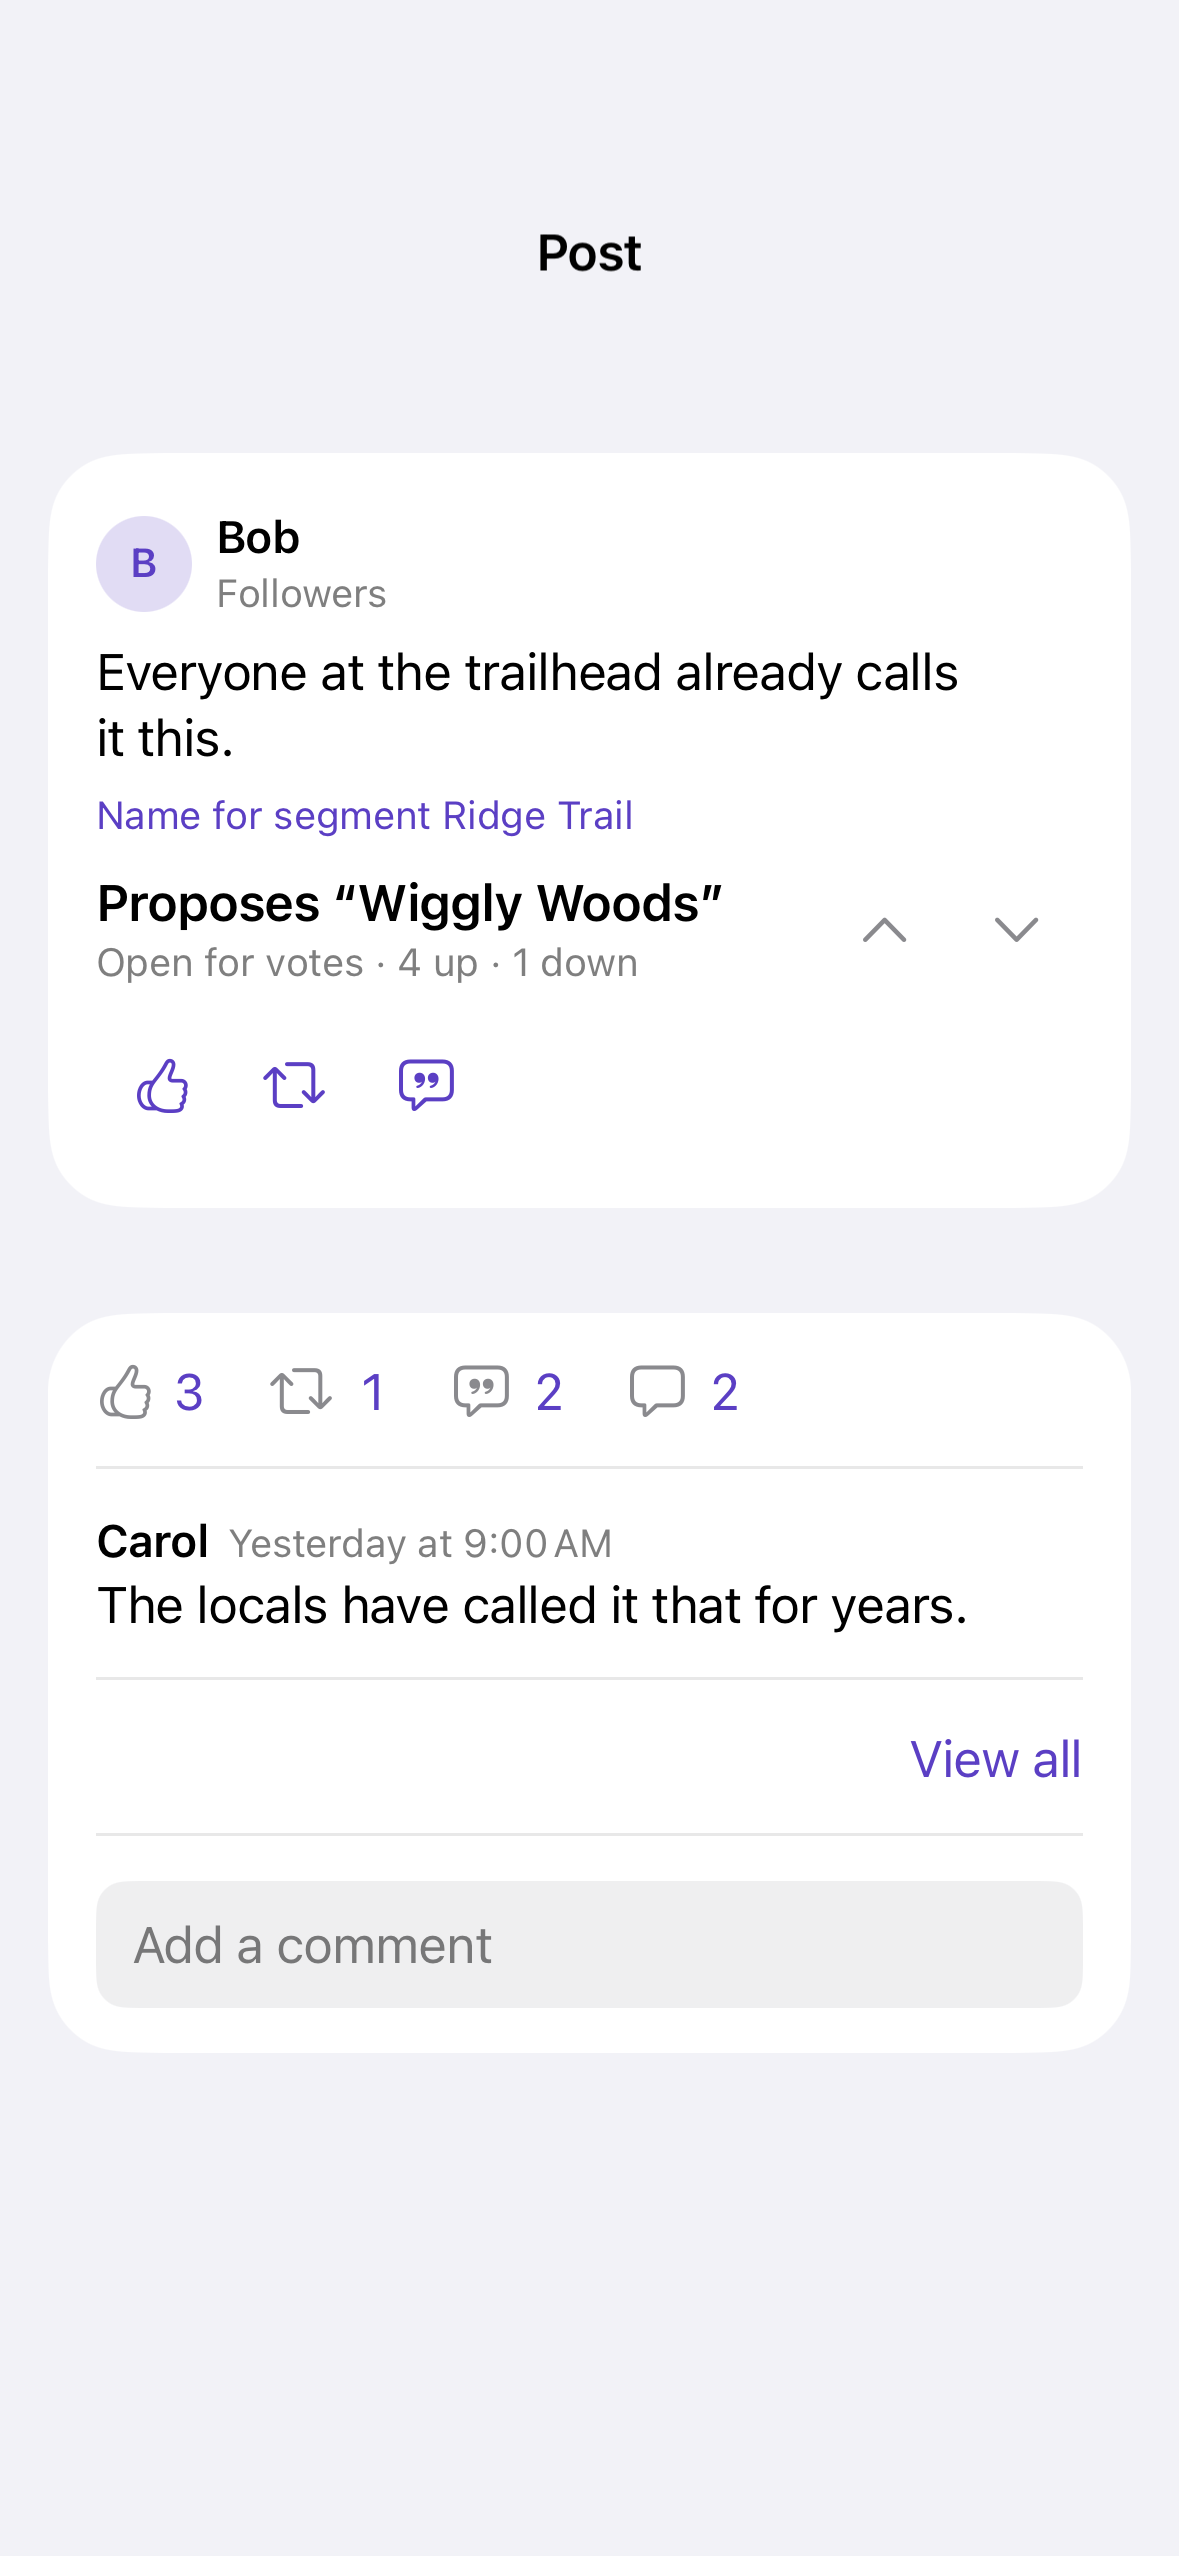 Post
B
Bob
Followers
Everyone at the trailhead already calls
it this.
Name for segment Ridge Trail
Proposes “Wiggly Woods”
Open for votes · 4 up · 1 down
3 1 2 2
Carol Yesterday at 9:00 AM
The locals have called it that for years.
View all
Add a comment